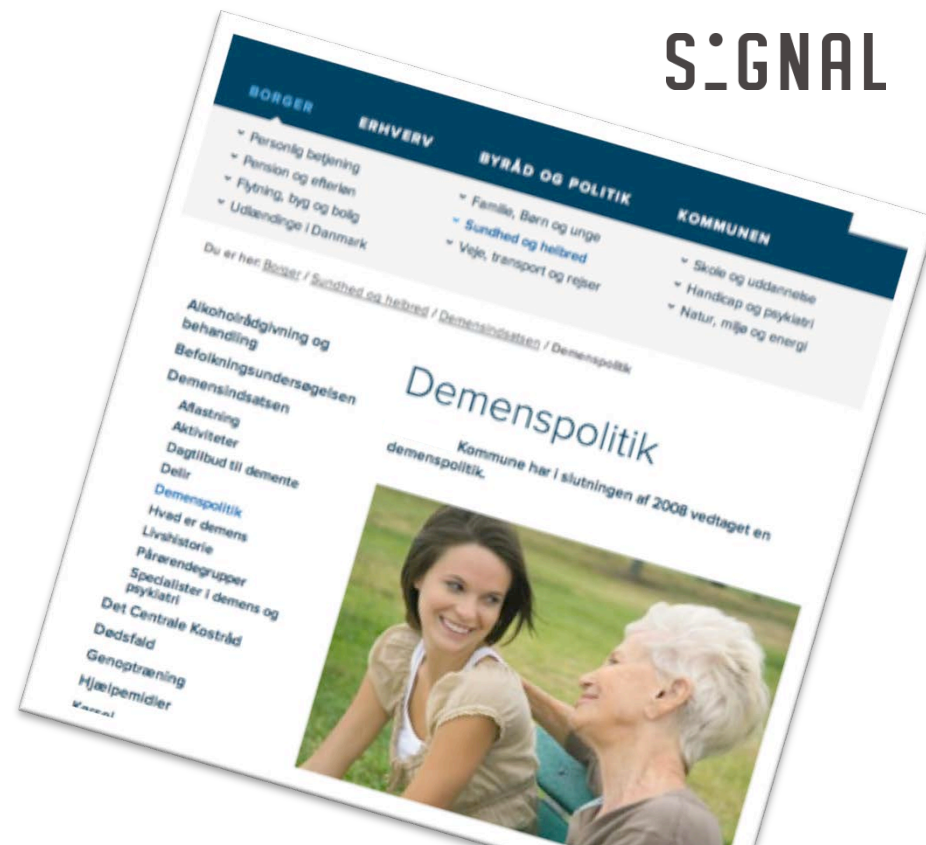 SIGNAL
BORGER
ERHVERV
BYRÅD OG POLITIK
KOMMUNEN
Personlig betjening
Pension og efterløn
Flytning, byg og bolig
Udlændinge i Danmark
Familie, Børn og unge
Sundhed og helbred
Veje, transport og rejser
Skole og uddannelse
Handicap og psykiatri
Natur, miljø og energi
Du er her: Borger / Sundhed og helbred / Demensindsatsen / Demenspolitik
Alkoholrådgivning og
behandling
Befolkningsundersøgelsen
Demensindsatsen
Aflastning
Aktiviteter
Dagtilbud til demente
Delir
Demenspolitik
Hvad er demens
Livshistorie
Pårørendegrupper
Specialister i demens og
psykiatri
Det Centrale Kostråd
Dødsfald
Genoptræning
Hjælpemidler
Demenspolitik
Kommune har i slutningen af 2008 vedtaget en
demenspolitik.